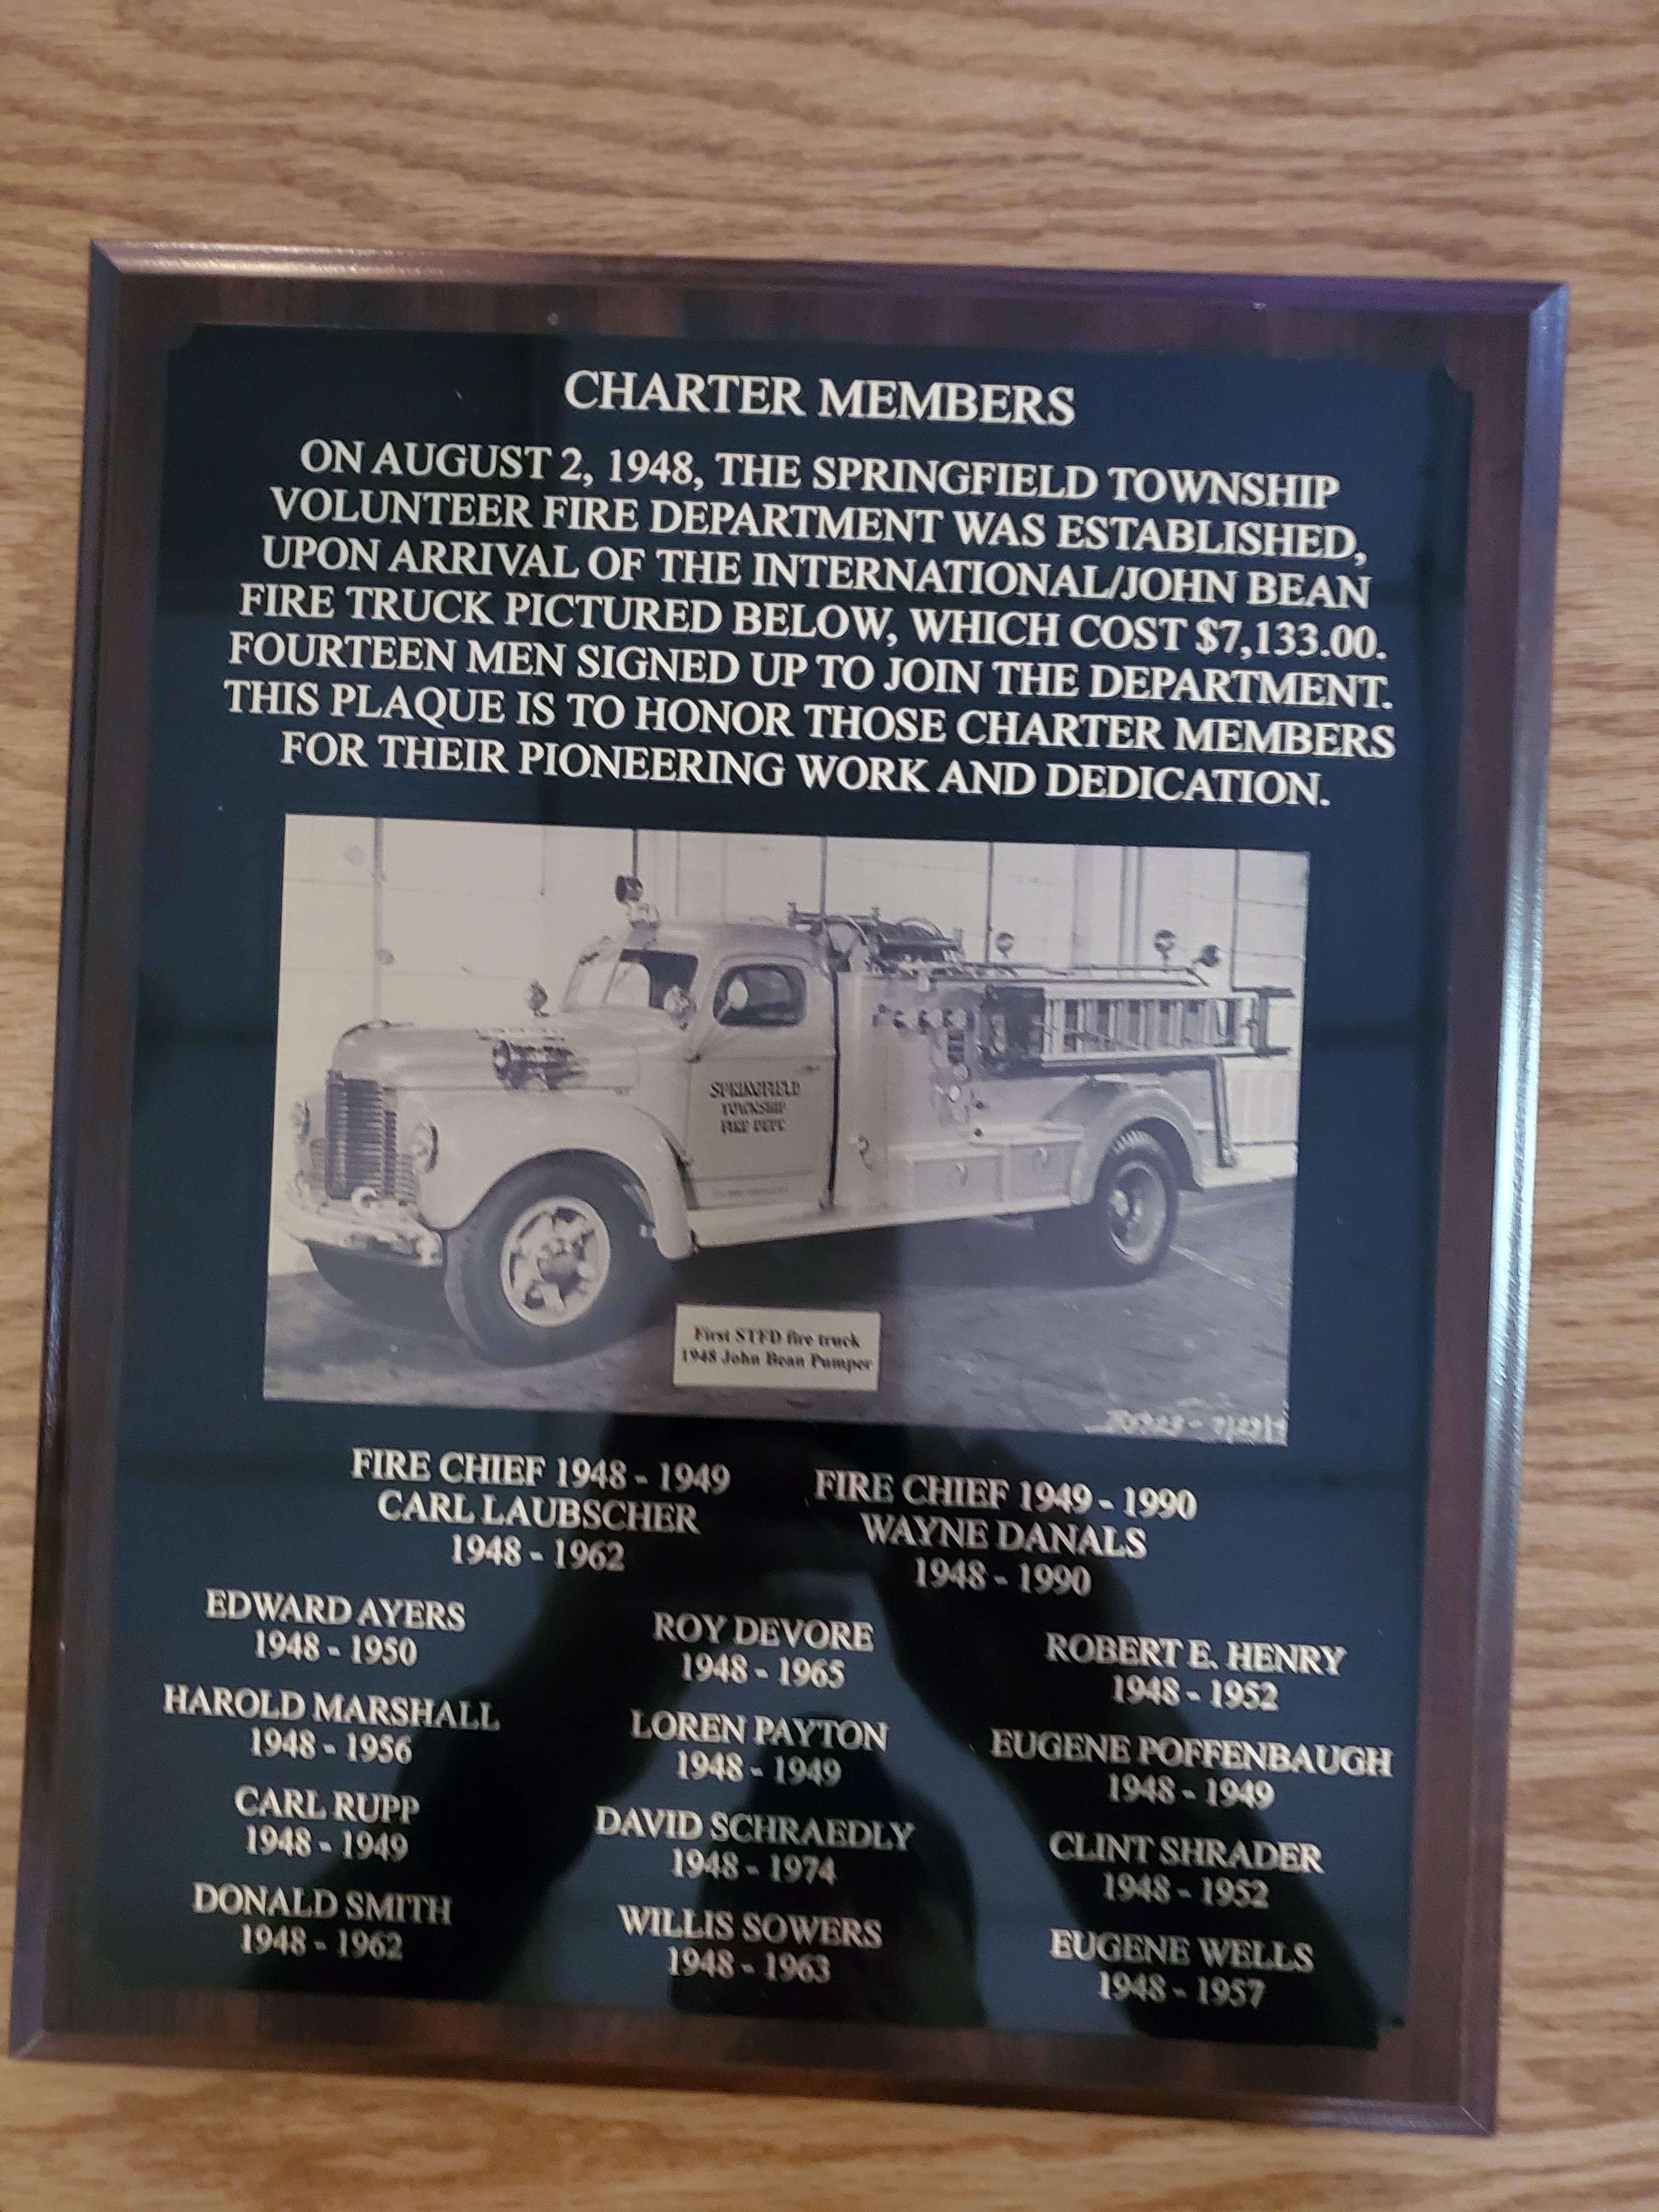 CHARTER MEMBERS
ON AUGUST 2, 1948, THE SPRINGFIELD TOWNSHIP
VOLUNTEER FIRE DEPARTMENT WAS ESTABLISHED,
UPON ARRIVAL OF THE INTERNATIONAL/JOHN BEAN
FIRE TRUCK PICTURED BELOW, WHICH COST $7,133.00.
FOURTEEN MEN SIGNED UP TO JOIN THE DEPARTMENT.
THIS PLAQUE IS TO HONOR THOSE CHARTER MEMBERS
FOR THEIR PIONEERING WORK AND DEDICATION.
SPRINGFIELD
TOWNSHIP
FIRE DEPT.
First STFD fire truck
1948 John Bean Pumper
FIRE CHIEF 1948 - 1949
CARL LAUBSCHER
1948 - 1962
FIRE CHIEF 1949 - 1990
WAYNE DANALS
1948 - 1990
EDWARD AYERS
1948 - 1950
ROY DEVORE
1948 - 1965
ROBERT E. HENRY
1948 - 1952
HAROLD MARSHALL
1948 - 1956
LOREN PAYTON
1948 - 1949
EUGENE POFFENBAUGH
1948 - 1949
CARL RUPP
1948 - 1949
DAVID SCHRAEDLY
1948 - 1974
CLINT SHRADER
1948 - 1952
DONALD SMITH
1948 - 1962
WILLIS SOWERS
1948 - 1963
EUGENE WELLS
1948 - 1957